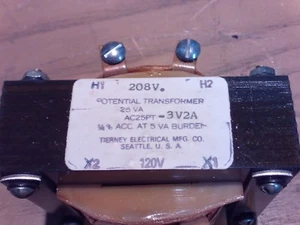 H1 208V. H2
POTENTIAL TRANSFORMER
25 VA
AC25PT -3V2A
ACC. AT 5 VA BURDEN
TIERNEY ELECTRICAL MFG. CO.
SEATTLE, U. S. A.
X2 120V X1